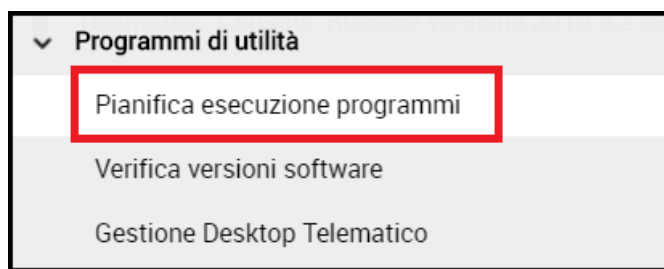 Programmi di utilità
Pianifica esecuzione programmi
Verifica versioni software
Gestione Desktop Telematico